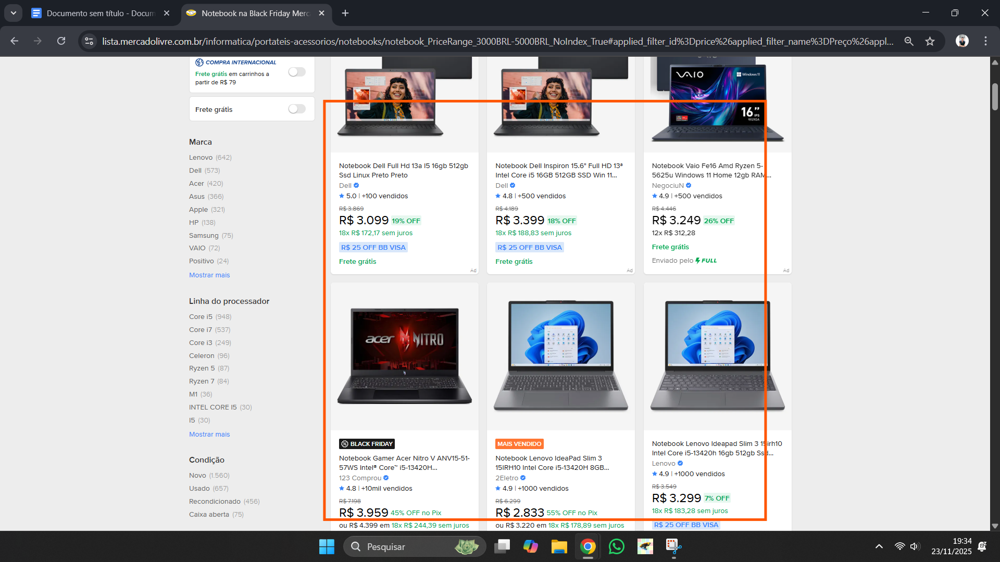 Documento sem título - Docum
Notebook na Black Friday Merc
lista.mercadolivre.com.br/informatica/portateis-acessorios/notebooks/notebook_PriceRange_3000BRL-5000BRL_NoIndex_True#applied_filter_id%3Dprice%26applied_filter_name%3DPreço%26appl...
COMPRA INTERNACIONAL
Frete grátis em carrinhos a
partir de R$ 79
Frete grátis
Marca
Lenovo (642)
Dell (573)
Acer (420)
Asus (366)
Apple (321)
HP (138)
Samsung (75)
VAIO (72)
Positivo (24)
Mostrar mais
Linha do processador
Core i5 (948)
Core i7 (537)
Core i3 (249)
Celeron (96)
Ryzen 5 (87)
Ryzen 7 (84)
M1 (36)
INTEL CORE I5 (30)
I5 (30)
Mostrar mais
Condição
Novo (1.560)
Usado (657)
Recondicionado (456)
Caixa aberta (75)
Notebook Dell Full Hd 13a I5 16gb 512gb
Ssd Linux Preto Preto
Dell
5.0 | +100 vendidos
R$ 3.869
R$ 3.099 19% OFF
18x R$ 172,17 sem juros
R$ 25 OFF BB VISA
Frete grátis
Ad
Notebook Dell Inspiron 15.6" Full HD 13ª
Intel Core i5 16GB 512GB SSD Win 11...
Dell
4.8 | +500 vendidos
R$ 4.189
R$ 3.399 18% OFF
18x R$ 188,83 sem juros
R$ 25 OFF BB VISA
Frete grátis
Ad
VAIO
Windows 11
16"
IPS
WUXGA
Notebook Vaio Fe16 Amd Ryzen 5-
5625u Windows 11 Home 12gb RAM...
NegociuN
4.9 | +500 vendidos
R$ 4.446
R$ 3.249 26% OFF
12x R$ 312,28
Frete grátis
Enviado pelo FULL
Ad
acer NITRO
BLACK FRIDAY
Notebook Gamer Acer Nitro V ANV15-51-
57WS Intel® Core™ i5-13420H...
123 Comprou
4.8 | +10mil vendidos
R$ 7.198
R$ 3.959 45% OFF no Pix
ou R$ 4.399 em 18x R$ 244,39 sem juros
MAIS VENDIDO
Notebook Lenovo IdeaPad Slim 3
15IRH10 Intel Core i5-13420H 8GB...
2Eletro
4.9 | +1000 vendidos
R$ 6.299
R$ 2.833 55% OFF no Pix
ou R$ 3.220 em 18x R$ 178,89 sem juros
Notebook Lenovo Ideapad Slim 3 15irh10
Intel Core i5-13420h 16gb 512gb Ssd...
Lenovo
4.9 | +1000 vendidos
R$ 3.549
R$ 3.299 7% OFF
18x R$ 183,28 sem juros
R$ 25 OFF BB VISA
Pesquisar
19:34
23/11/2025